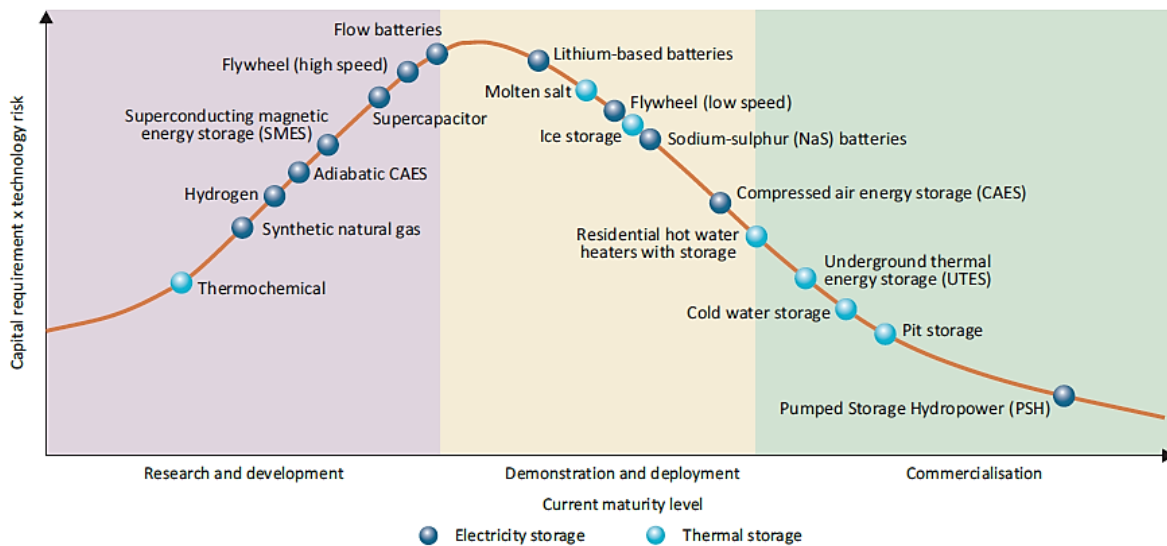 Capital requirement x technology risk
Flow batteries
Flywheel (high speed)
Supercapacitor
Superconducting magnetic
energy storage (SMES)
Adiabatic CAES
Hydrogen
Synthetic natural gas
Thermochemical
Lithium-based batteries
Molten salt
Flywheel (low speed)
Ice storage
Sodium-sulphur (NaS) batteries
Compressed air energy storage (CAES)
Residential hot water
heaters with storage
Underground thermal
energy storage (UTES)
Cold water storage
Pit storage
Pumped Storage Hydropower (PSH)
Research and development
Demonstration and deployment
Commercialisation
Current maturity level
Electricity storage
Thermal storage